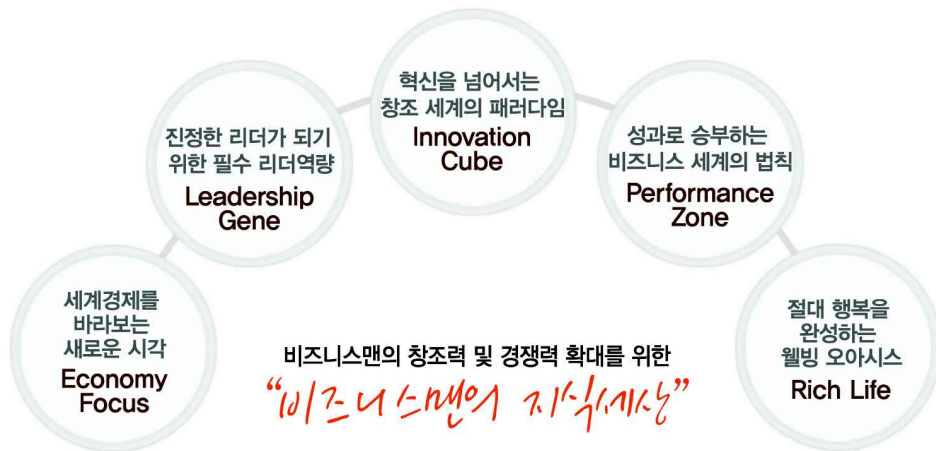 세계경제를
바라보는
새로운 시각
Economy
Focus
진정한 리더가 되기
위한 필수 리더역량
Leadership
Gene
혁신을 넘어서는
창조 세계의 패러다임
Innovation
Cube
성과로 승부하는
비즈니스 세계의 법칙
Performance
Zone
절대 행복을
완성하는
웰빙 오아시스
Rich Life
비즈니스맨의 창조력 및 경쟁력 확대를 위한
“비즈니스맨의 지식세상”